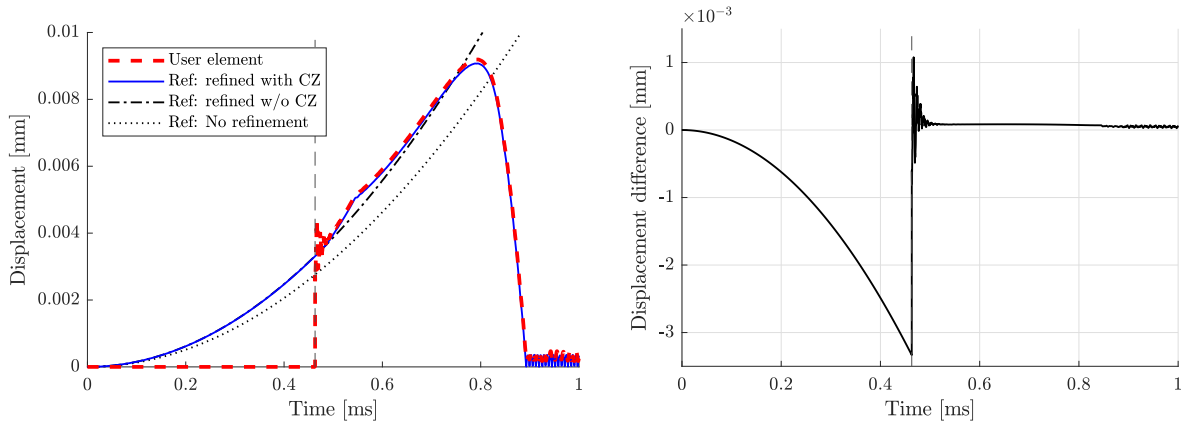 0.01
0.008
0.006
0.004
0.002
0
Displacement [mm]
User element
Ref: refined with CZ
Ref: refined w/o CZ
Ref: No refinement
0 0.2 0.4 0.6 0.8 1
Time [ms]
×10⁻³
1
0
-1
-2
-3
Displacement difference [mm]
0 0.2 0.4 0.6 0.8 1
Time [ms]